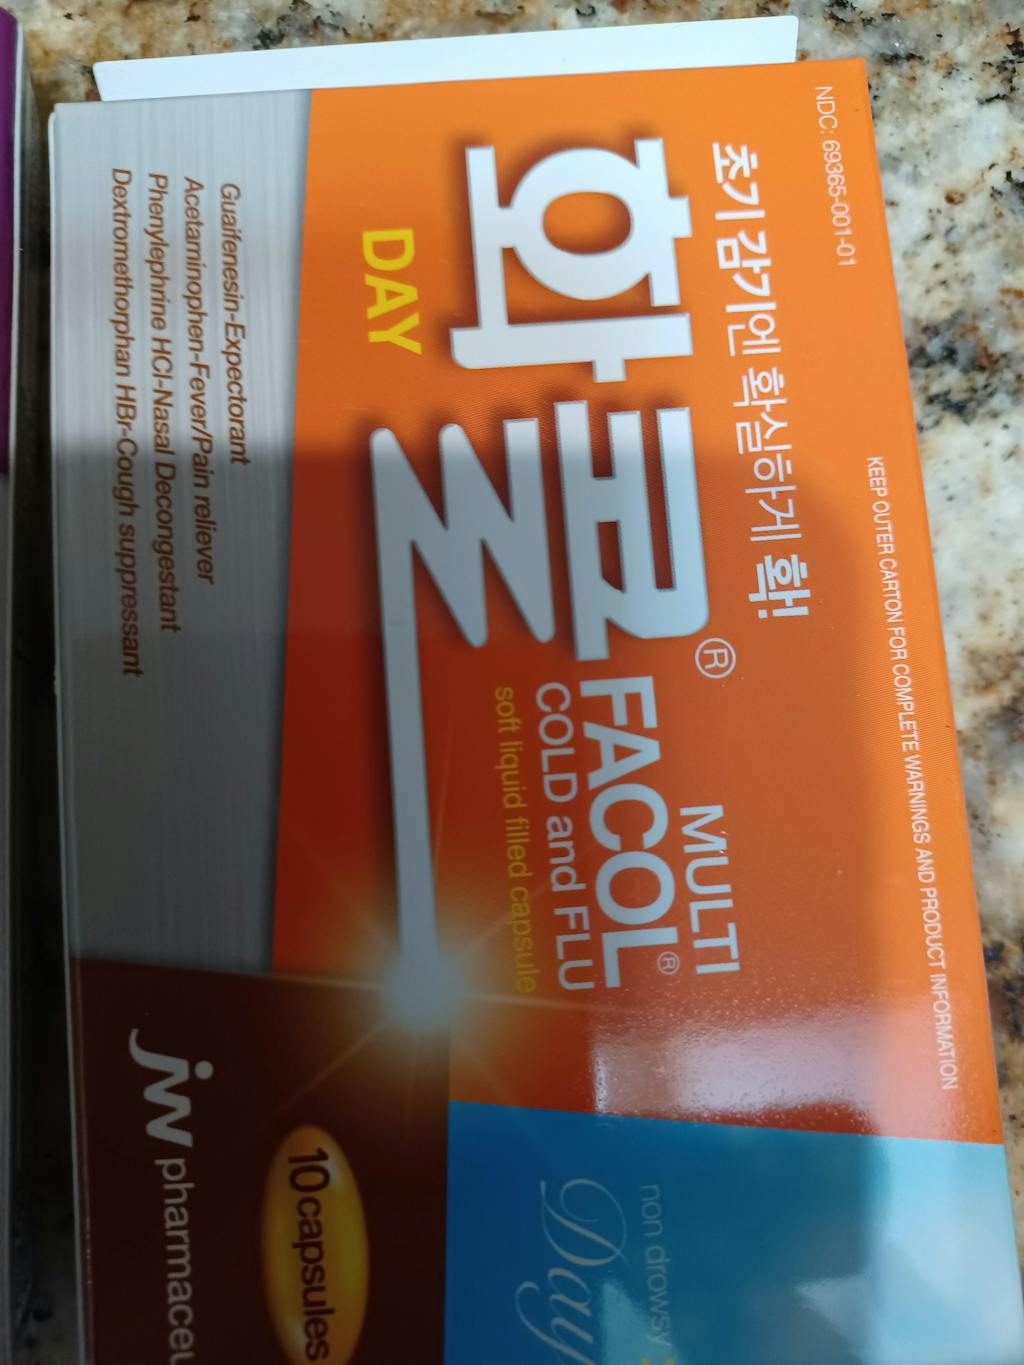 NDC: 69365-001-01
KEEP OUTER CARTON FOR COMPLETE WARNINGS AND PRODUCT INFORMATION
초기 감기엔 확실하게 확!
화콜®
DAY
MULTI
FACOL®
COLD and FLU
soft liquid filled capsule
Guaifenesin-Expectorant
Acetaminophen-Fever/Pain reliever
Phenylephrine HCl-Nasal Decongestant
Dextromethorphan HBr-Cough suppressant
non drowsy
Day
10capsules
jw pharmaceu